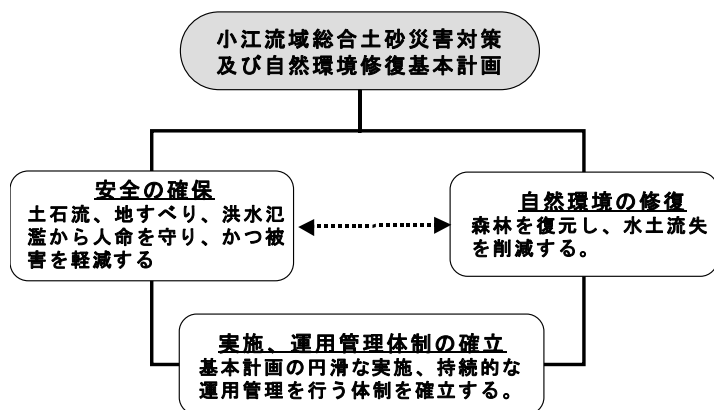 小江流域総合土砂災害対策
及び自然環境修復基本計画
安全の確保
土石流、地すべり、洪水氾
濫から人命を守り、かつ被
害を軽減する
自然環境の修復
森林を復元し、水土流失
を削減する。
実施、運用管理体制の確立
基本計画の円滑な実施、持続的な
運用管理を行う体制を確立する。